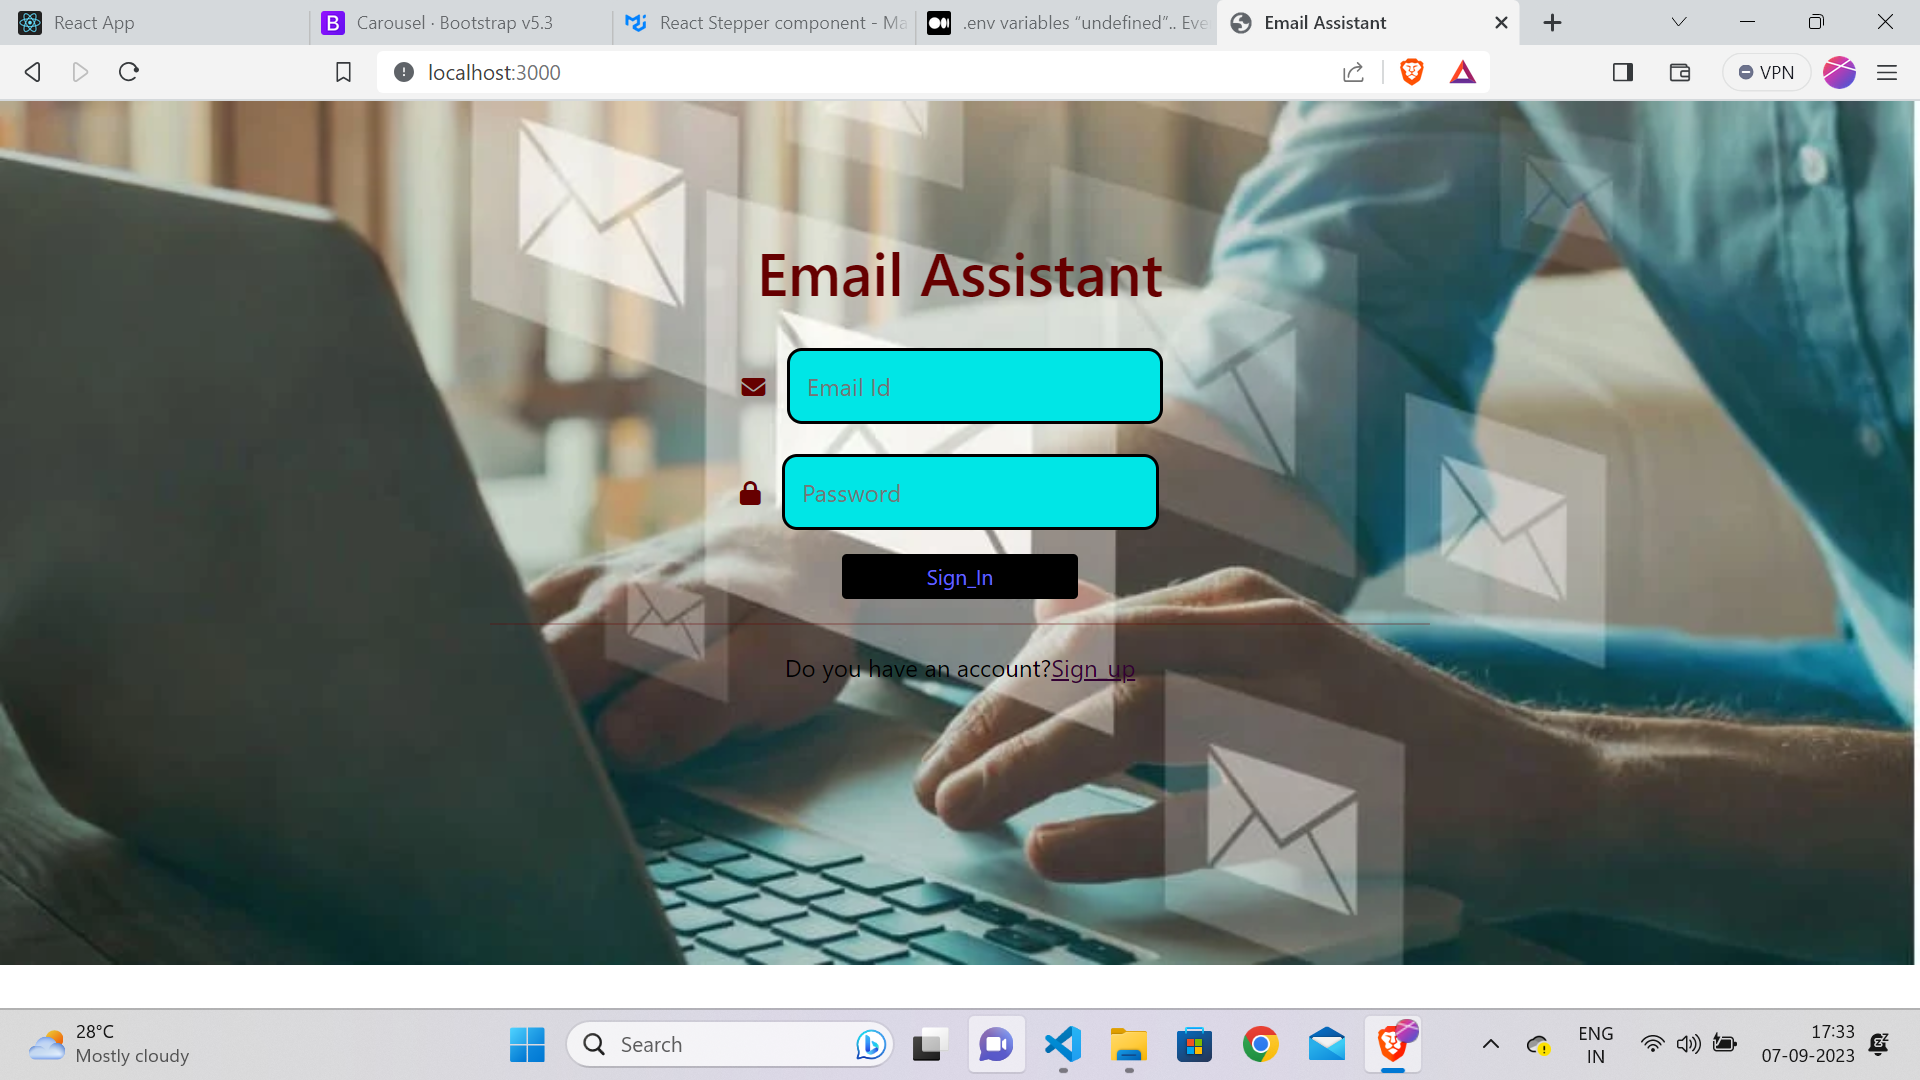 React App
Carousel · Bootstrap v5.3
React Stepper component - Ma
.env variables “undefined”.. Eve
Email Assistant
localhost:3000
VPN
Email Assistant
Email Id
Password
Sign_In
Do you have an account?Sign_up
28°C
Mostly cloudy
Search
ENG
IN
17:33
07-09-2023